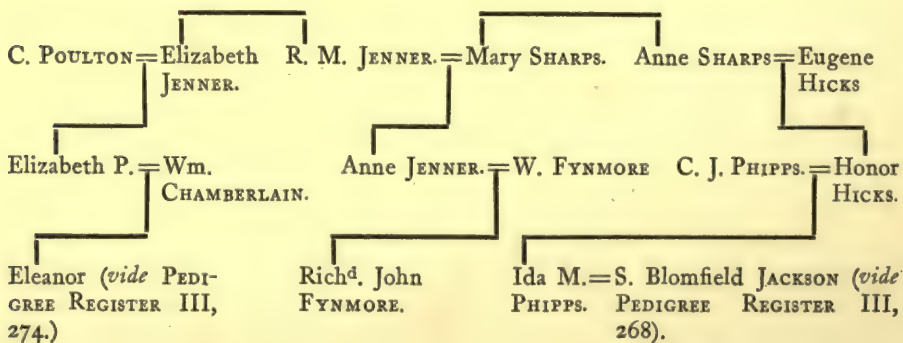 C. POULTON=Elizabeth JENNER.
R. M. JENNER.=Mary SHARPS.
Anne SHARPS=Eugene HICKS
Elizabeth P.=Wm. CHAMBERLAIN.
Anne JENNER.=W. FYNMORE
C. J. PHIPPS.=Honor HICKS.
Eleanor (vide PEDI-
GREE REGISTER III,
274.)
Richd. John
FYNMORE.
Ida M.=S. Blomfield JACKSON (vide
PHIPPS. PEDIGREE REGISTER III,
268).